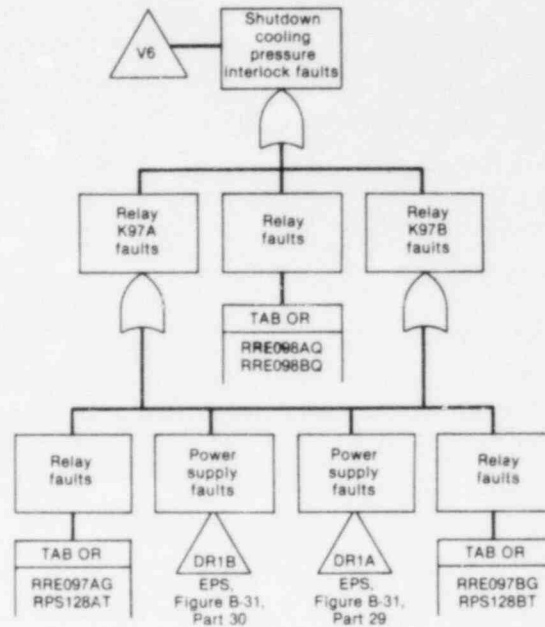 Shutdown
cooling
pressure
interlock faults
V6
Relay
K97A
faults
Relay
faults
Relay
K97B
faults
TAB OR
RRE098AQ
RRE098BQ
Relay
faults
Power
supply
faults
Power
supply
faults
Relay
faults
TAB OR
RRE097AG
RPS128AT
DR1B
EPS,
Figure B-31,
Part 30
DR1A
EPS,
Figure B-31,
Part 29
TAB OR
RRE097BG
RPS128BT